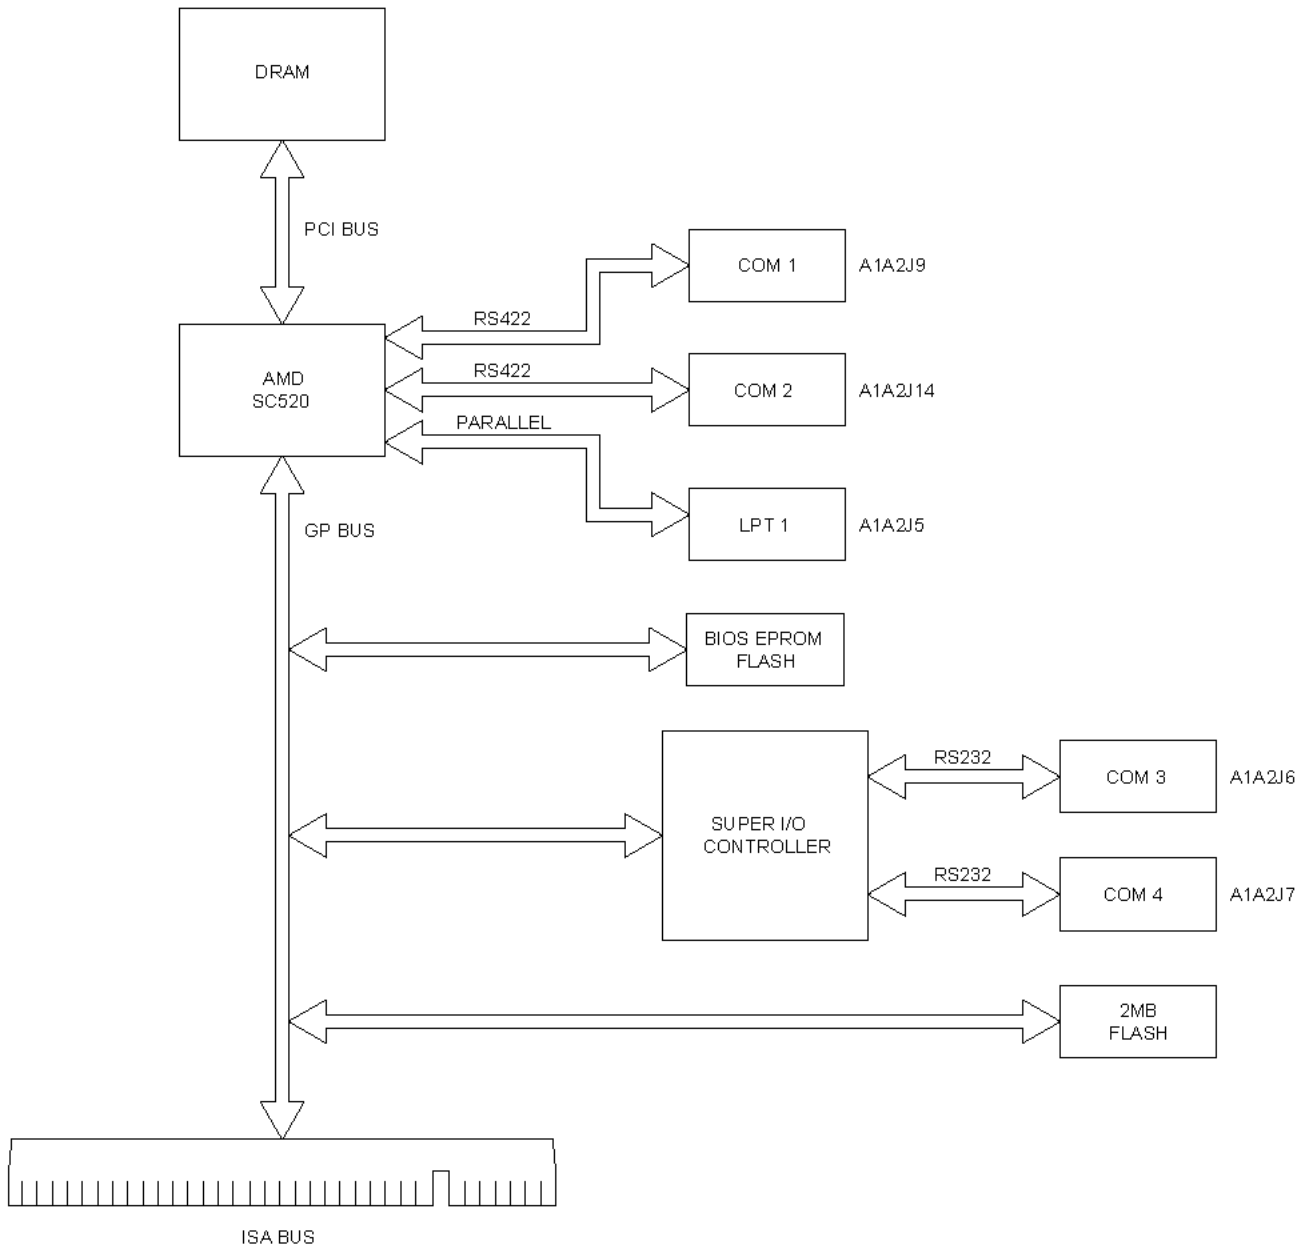 DRAM
PCI BUS
COM 1
A1A2J9
RS422
AMD
SC520
RS422
COM 2
A1A2J14
PARALLEL
LPT 1
A1A2J5
GP BUS
BIOS EPROM
FLASH
SUPER I/O
CONTROLLER
RS232
COM 3
A1A2J6
RS232
COM 4
A1A2J7
2MB
FLASH
ISA BUS